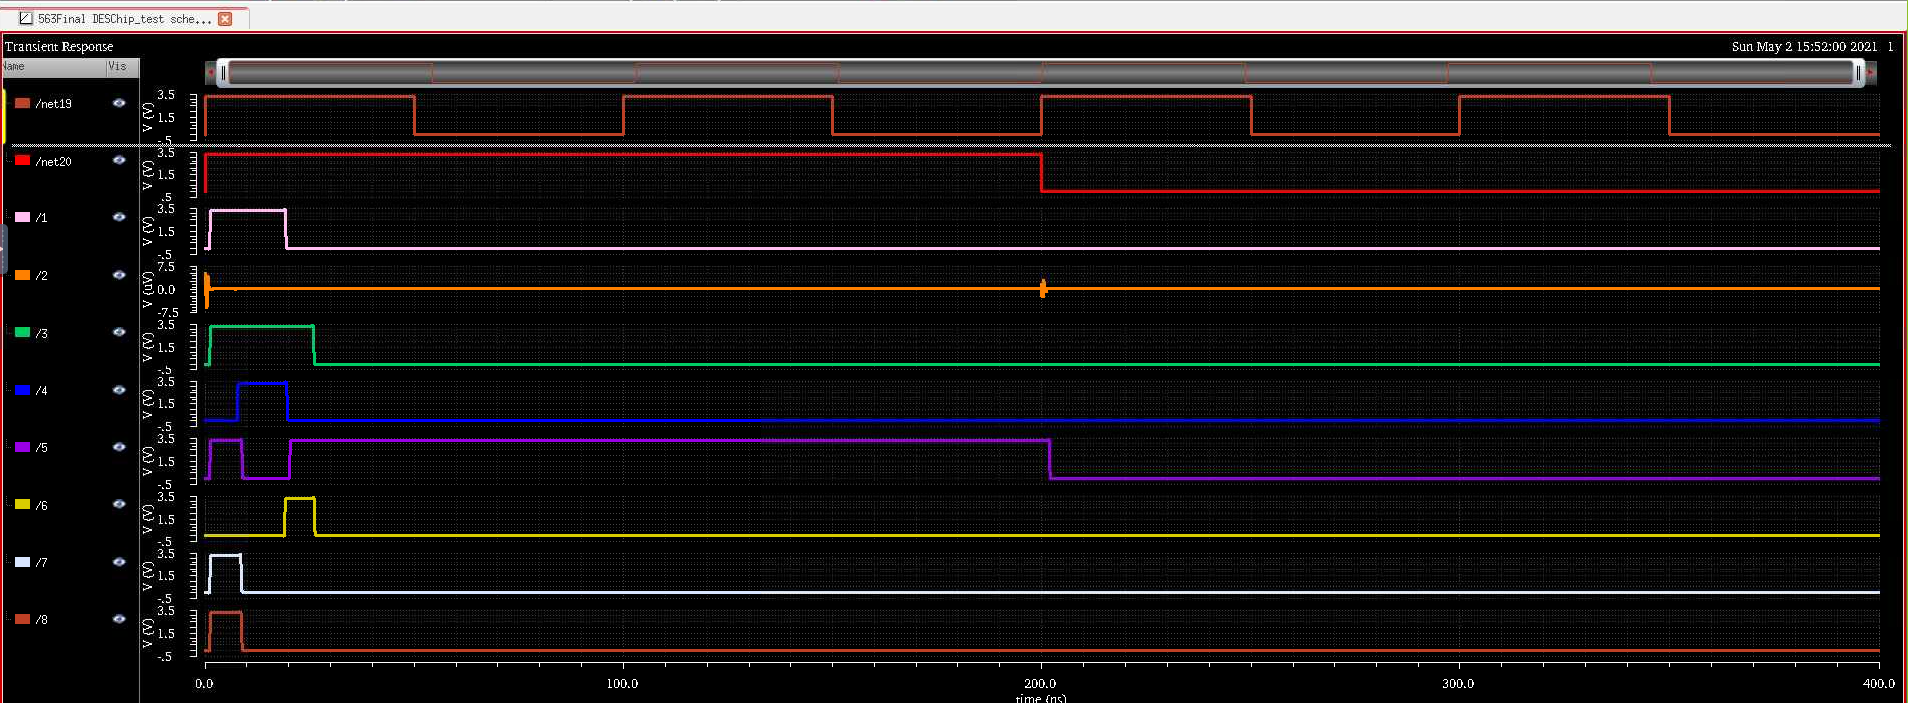 563Final DESChip_test sche...
Transient Response
Sun May 2 15:52:00 2021 1
Name Vis
/net19
3.5
1.5
-.5
V (V)
/net20
3.5
1.5
-.5
V (V)
/1
3.5
1.5
-.5
V (V)
/2
7.5
0.0
-7.5
V (uV)
/3
3.5
1.5
-.5
V (V)
/4
3.5
1.5
-.5
V (V)
/5
3.5
1.5
-.5
V (V)
/6
3.5
1.5
-.5
V (V)
/7
3.5
1.5
-.5
V (V)
/8
3.5
1.5
-.5
V (V)
0.0 100.0 200.0 300.0 400.0
time (ns)